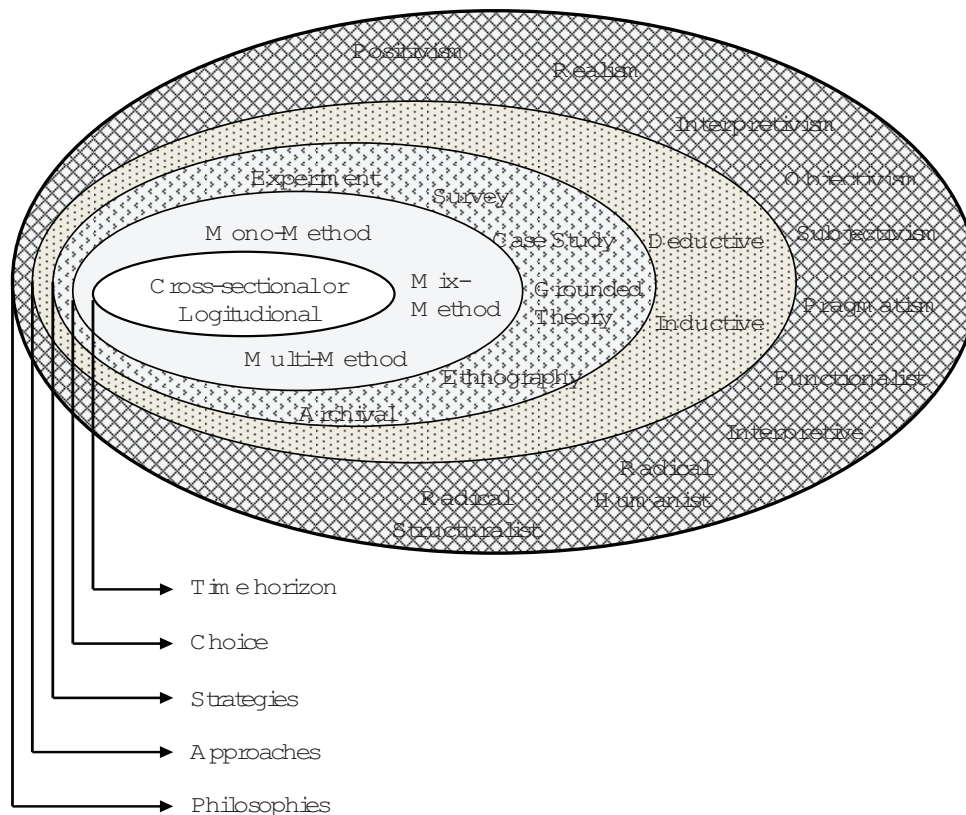 Positivism
Realism
Interpretivism
Objectivism
Experiment
Survey
Mono-Method
Case Study
Deductive
Subjectivism
Cross-sectional or
Logitudional
Mix-
Method
Grounded
Theory
Inductive
Pragmatism
Multi-Method
Ethnography
Functionalist
Archival
Interpretive
Radical
Humanist
Radical
Structuralist
Time horizon
Choice
Strategies
Approaches
Philosophies